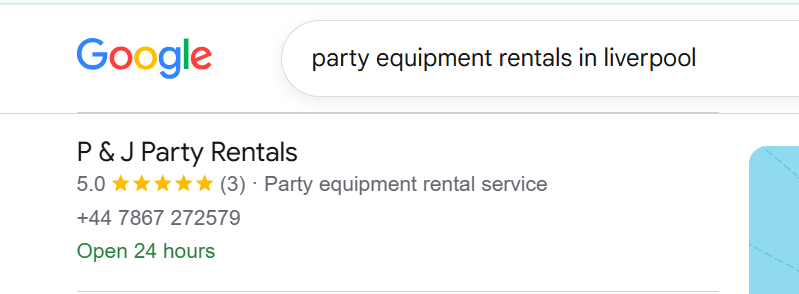 Google
party equipment rentals in liverpool
P & J Party Rentals
5.0 ★★★★★ (3) · Party equipment rental service
+44 7867 272579
Open 24 hours